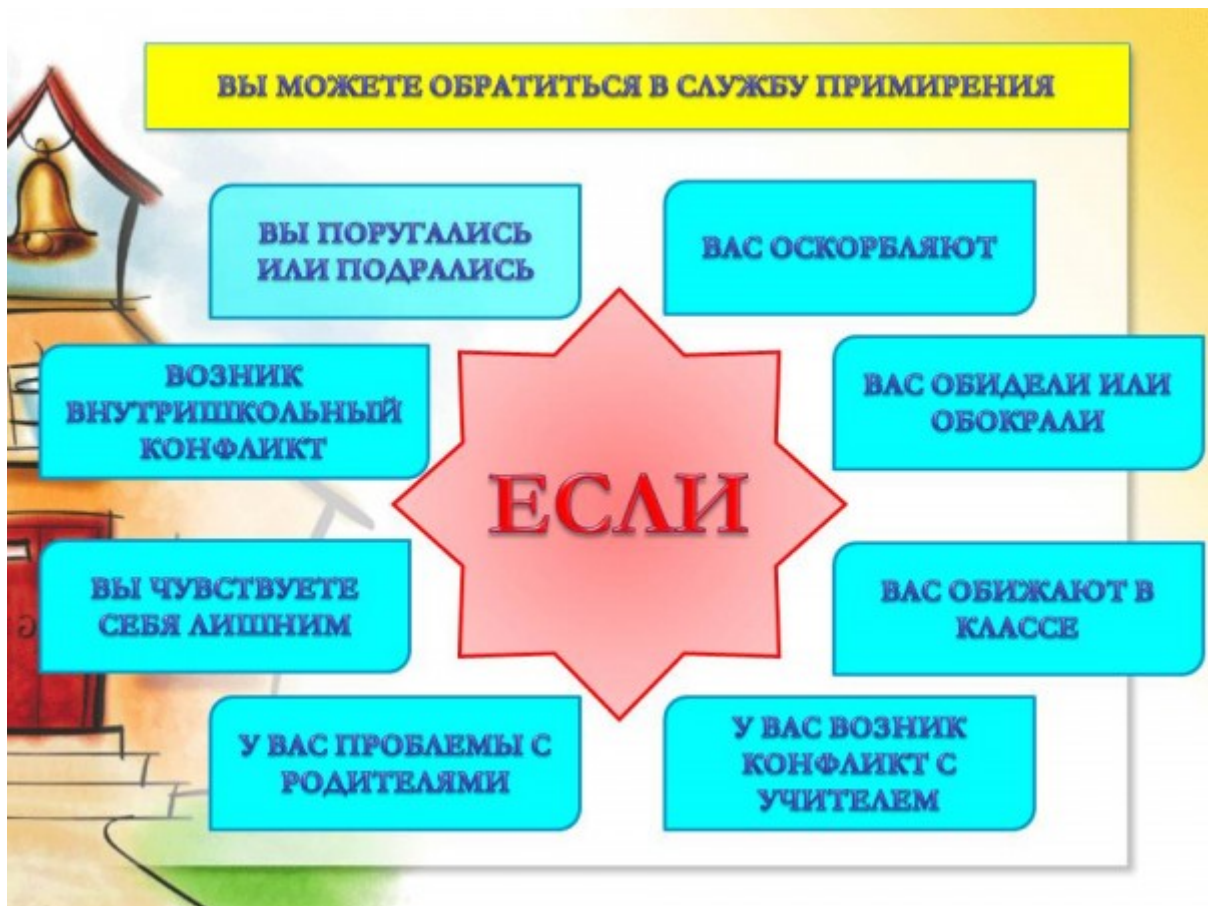 ВЫ МОЖЕТЕ ОБРАТИТЬСЯ В СЛУЖБУ ПРИМИРЕНИЯ
ВЫ ПОРУГАЛИСЬ
ИЛИ ПОДРАЛИСЬ
ВАС ОСКОРБЛЯЮТ
ВОЗНИК
ВНУТРИШКОЛЬНЫЙ
КОНФЛИКТ
ВАС ОБИДЕЛИ ИЛИ
ОБОКРАЛИ
ЕСЛИ
ВЫ ЧУВСТВУЕТЕ
СЕБЯ ЛИШНИМ
ВАС ОБИЖАЮТ В
КЛАССЕ
У ВАС ПРОБЛЕМЫ С
РОДИТЕЛЯМИ
У ВАС ВОЗНИК
КОНФЛИКТ С
УЧИТЕЛЕМ